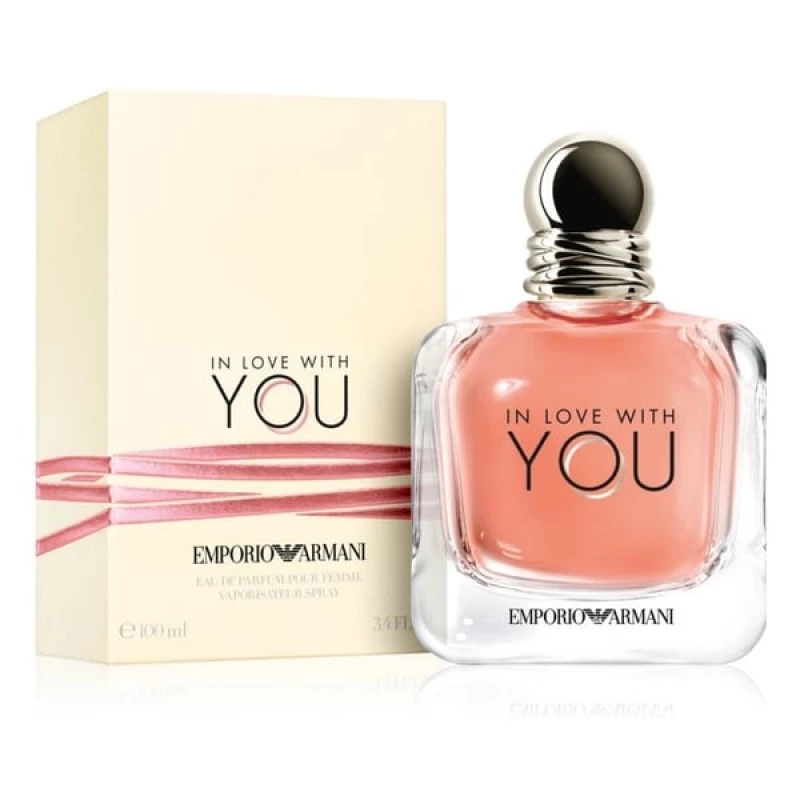 IN LOVE WITH
YOU
EMPORIO ARMANI
EAU DE PARFUM POUR FEMME
VAPORISATEUR SPRAY
e 100 ml
3.4 FL.
IN LOVE WITH
YOU
EMPORIO ARMANI